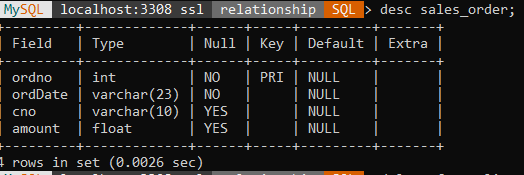 MySQL localhost:3308 ssl relationship SQL > desc sales_order;
+---------+-------------+------+-----+---------+-------+
| Field   | Type        | Null | Key | Default | Extra |
+---------+-------------+------+-----+---------+-------+
| ordno   | int         | NO   | PRI | NULL    |       |
| ordDate | varchar(23) | NO   |     | NULL    |       |
| cno     | varchar(10) | YES  |     | NULL    |       |
| amount  | float       | YES  |     | NULL    |       |
+---------+-------------+------+-----+---------+-------+
4 rows in set (0.0026 sec)